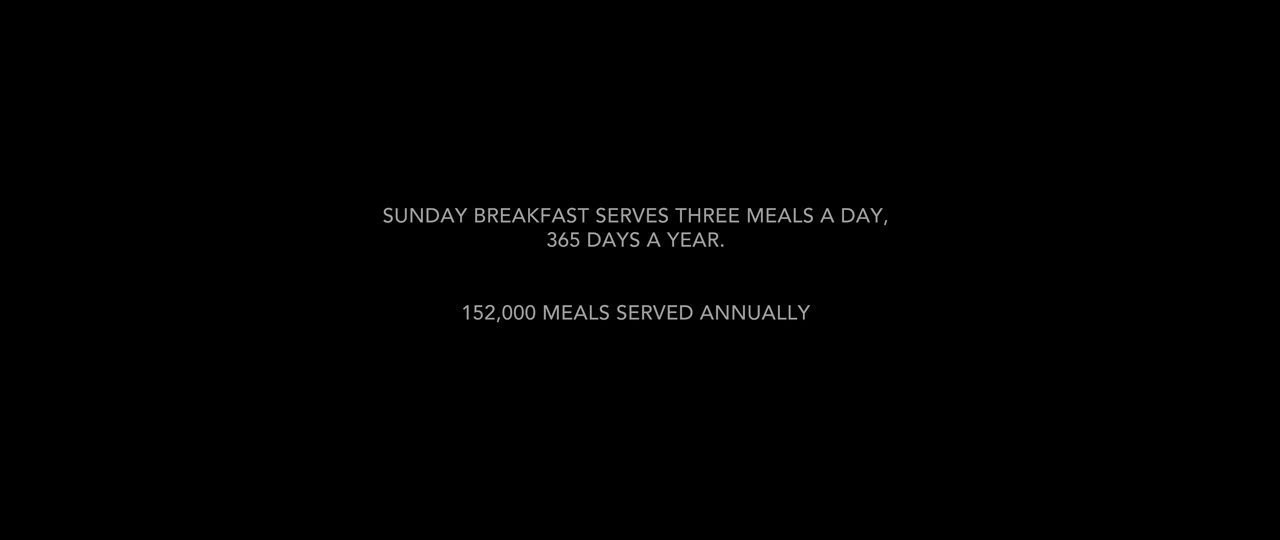 SUNDAY BREAKFAST SERVES THREE MEALS A DAY,
365 DAYS A YEAR.
152,000 MEALS SERVED ANNUALLY